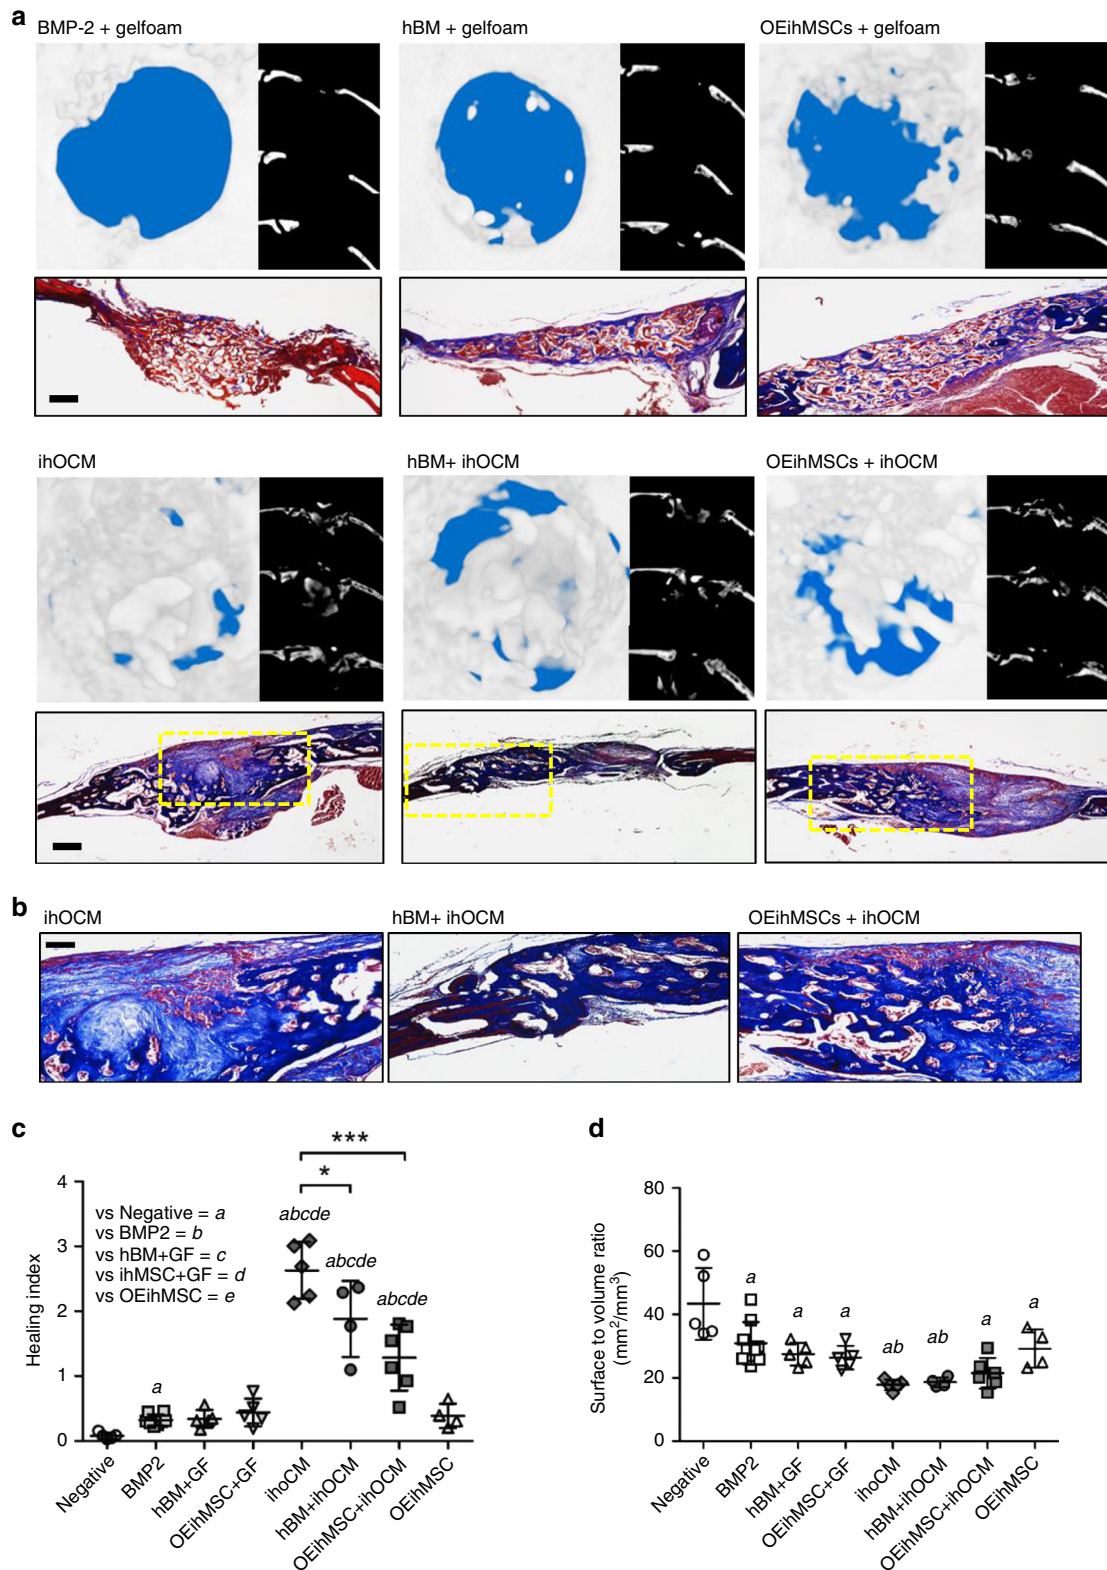 a
BMP-2 + gelfoam
hBM + gelfoam
OEihMSCs + gelfoam
ihOCM
hBM+ ihOCM
OEihMSCs + ihOCM
b
ihOCM
hBM+ ihOCM
OEihMSCs + ihOCM
c
Healing index
4
3
2
1
0
vs Negative = a
vs BMP2 = b
vs hBM+GF = c
vs ihMSC+GF = d
vs OEihMSC = e
***
*
a
abcde
abcde
abcde
Negative
BMP2
hBM+GF
OEihMSC+GF
ihOCM
hBM+ihOCM
OEihMSC+ihOCM
OEihMSC
d
Surface to volume ratio
(mm²/mm³)
80
60
40
20
0
a
a
a
ab
ab
a
a
Negative
BMP2
hBM+GF
OEihMSC+GF
ihOCM
hBM+ihOCM
OEihMSC+ihOCM
OEihMSC